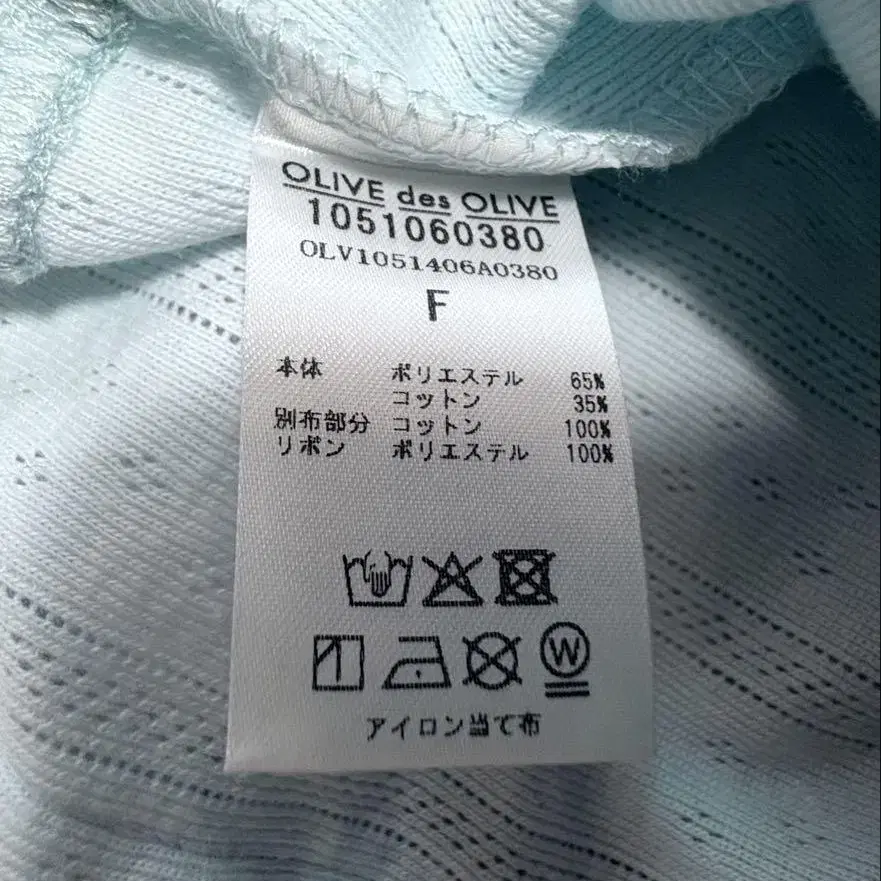 OLIVE des OLIVE
1051060380
OLV1051406A0380
F
本体 ポリエステル 65%
コットン 35%
別布部分 コットン 100%
リボン ポリエステル 100%
W
アイロン当て布